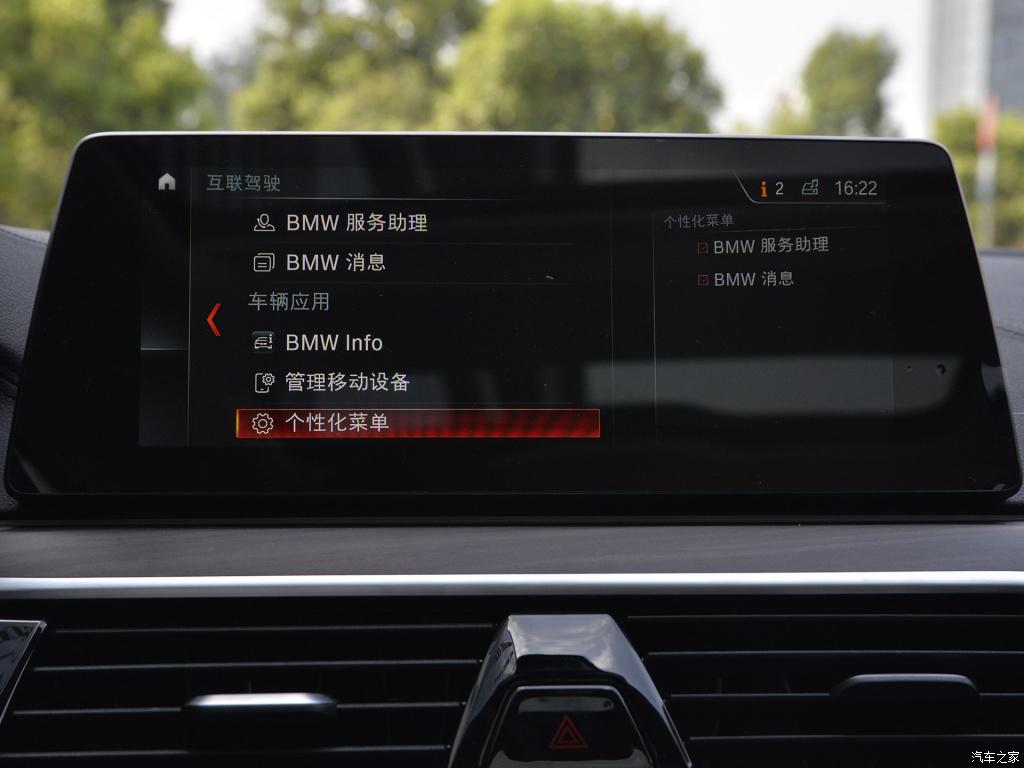 互联驾驶
i 2 16:22
BMW 服务助理
BMW 消息
车辆应用
BMW Info
管理移动设备
个性化菜单
个性化菜单
BMW 服务助理
BMW 消息
汽车之家